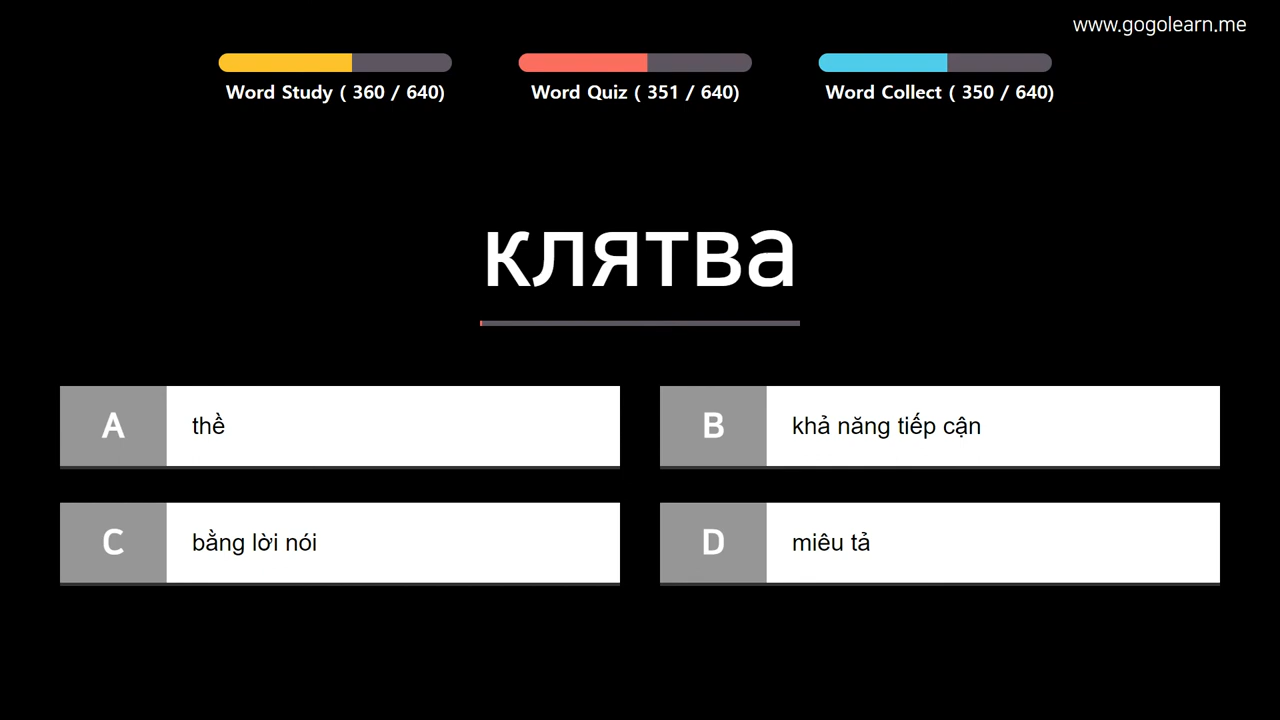 www.gogolearn.me
Word Study ( 360 / 640)
Word Quiz ( 351 / 640)
Word Collect ( 350 / 640)
клятва
A thề
B khả năng tiếp cận
C bằng lời nói
D miêu tả